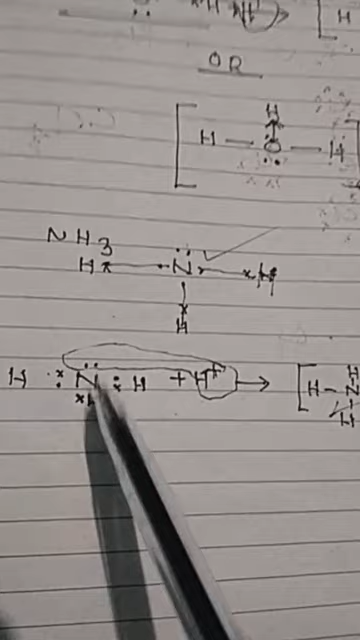 H
OR
H
[ H — O — H
NH3
H — N — H
H
H N H + H+ → [ H — N
H
H